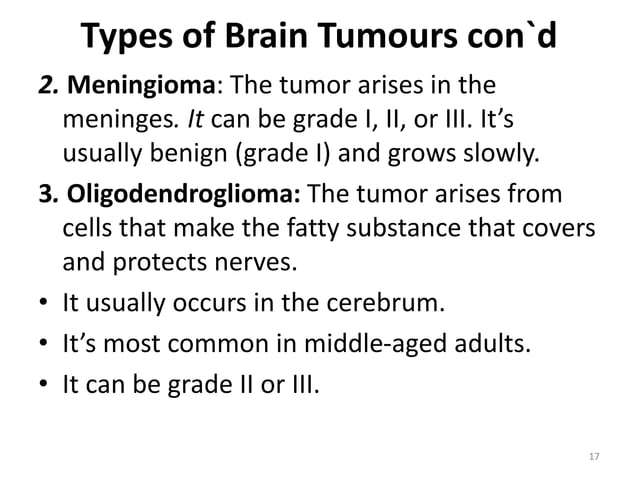 Types of Brain Tumours con`d
2. Meningioma: The tumor arises in the
meninges. It can be grade I, II, or III. It’s
usually benign (grade I) and grows slowly.
3. Oligodendroglioma: The tumor arises from
cells that make the fatty substance that covers
and protects nerves.
• It usually occurs in the cerebrum.
• It’s most common in middle-aged adults.
• It can be grade II or III.
17